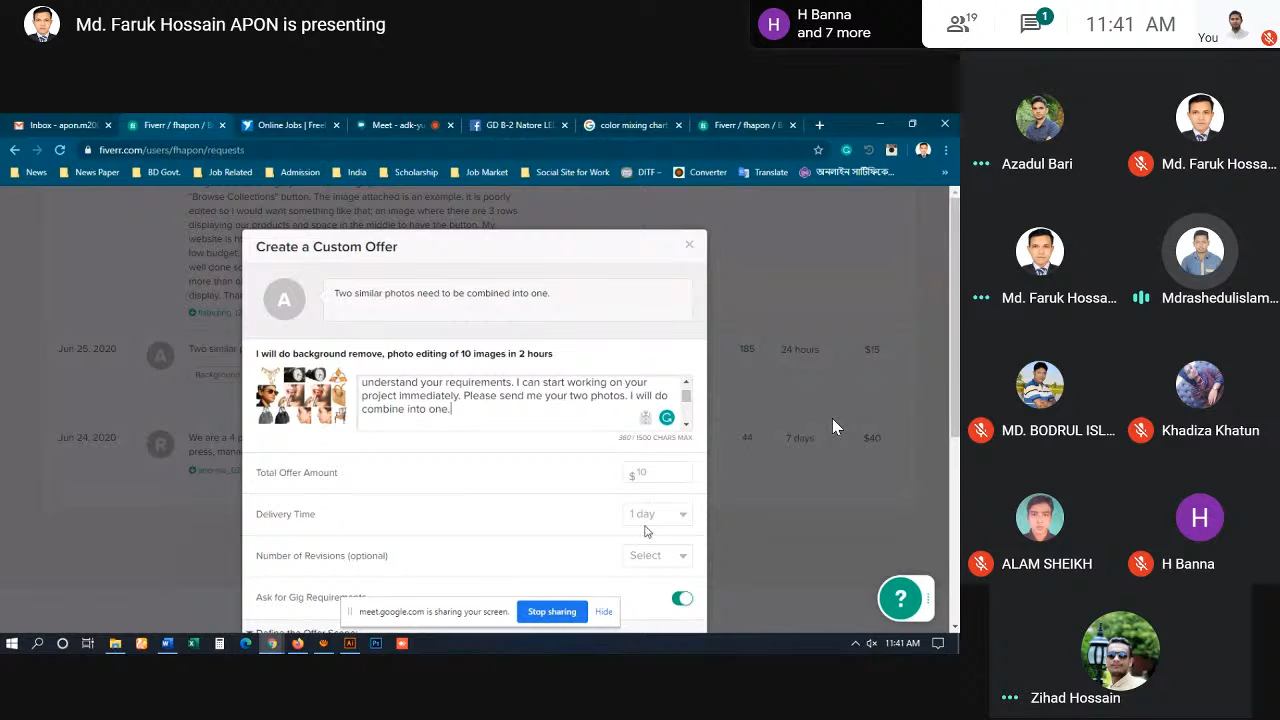 Md. Faruk Hossain APON is presenting
H
H Banna
and 7 more
19
1
11:41 AM
You
Inbox - apon.m20
Fiverr / fhapon / B
Online Jobs | Free
Meet - adk-yu
GD B-2 Natore LE
color mixing chart
Fiverr / fhapon / B
fiverr.com/users/fhapon/requests
News
News Paper
BD Govt.
Job Related
Admission
India
Scholarship
Job Market
Social Site for Work
DITF -
Converter
Translate
অনলাইন সার্টিফিকে...
"Browse Collections" button. The image attached is an example, it is poorly
edited so I would want something like that; an image where there are 3 rows
displaying our products and space in the middle to have the button. My
website is h
low budget,
well done so
more than
display. Tha
Jun 25, 2020
A
Two similar p
Background
185
24 hours
$15
Jun 24, 2020
R
We are a 4 p
press, mana
44
7 days
$40
Create a Custom Offer
A
Two similar photos need to be combined into one.
I will do background remove, photo editing of 10 images in 2 hours
understand your requirements. I can start working on your
project immediately. Please send me your two photos. I will do
combine into one.
360 / 1500 CHARS MAX
Total Offer Amount
$ 10
Delivery Time
1 day
Number of Revisions (optional)
Select
Ask for Gig Requirements
Define the Offer Scope
meet.google.com is sharing your screen.
Stop sharing
Hide
?
11:41 AM
Azadul Bari
Md. Faruk Hossa...
Md. Faruk Hossa...
Mdrashedulislam...
MD. BODRUL ISL...
Khadiza Khatun
ALAM SHEIKH
H
H Banna
Zihad Hossain